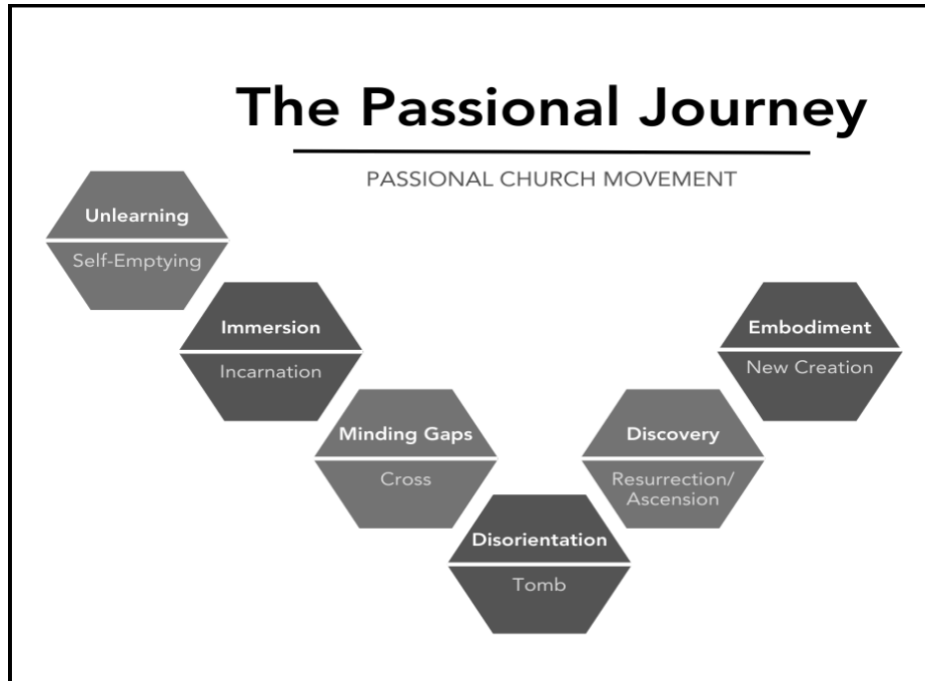 The Passional Journey
PASSIONAL CHURCH MOVEMENT
Unlearning
Self-Emptying
Immersion
Incarnation
Minding Gaps
Cross
Disorientation
Tomb
Discovery
Resurrection/
Ascension
Embodiment
New Creation